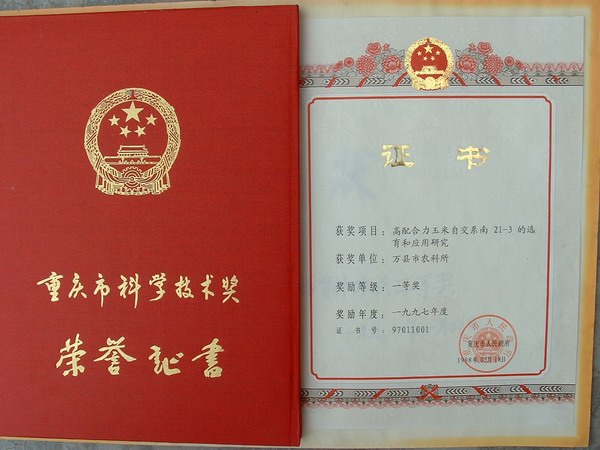 重庆市科学技术奖
荣誉证书
证书
获奖项目：高配合力玉米自交系南 21-3 的选
育和应用研究
获奖单位：万县市农科所
奖励等级：一等奖
奖励年度：一九九七年度
证书号：97011001
重庆市人民政府